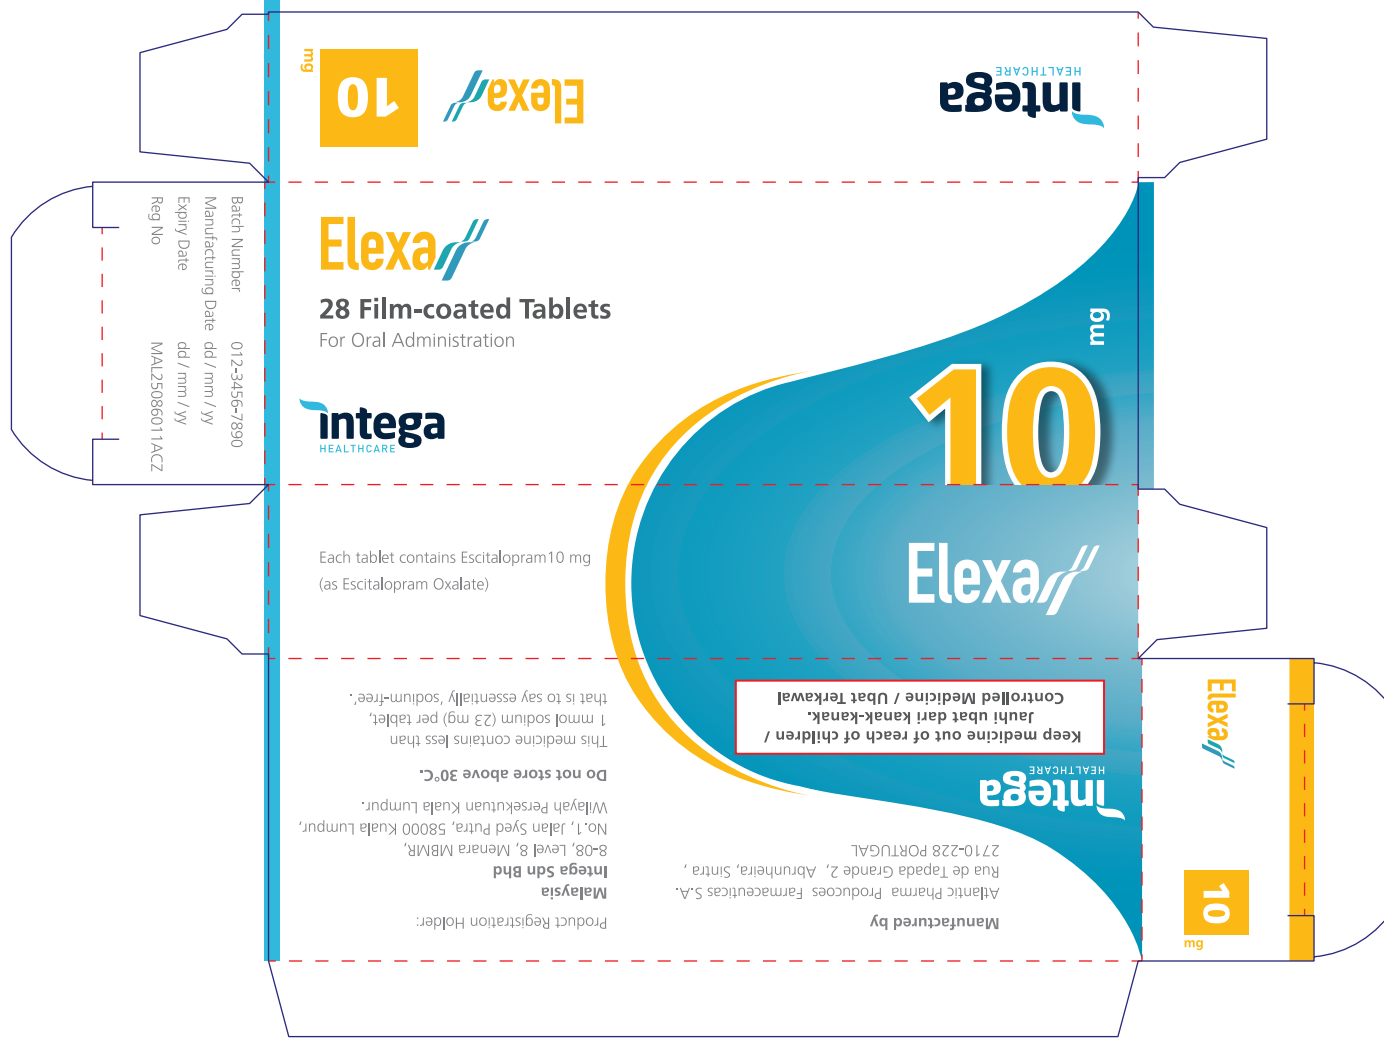 10
mg
Elexa
intega
HEALTHCARE
Batch Number 012-3456-7890
Manufacturing Date dd / mm / yy
Expiry Date dd / mm / yy
Reg No MAL25086011ACZ
Elexa
28 Film-coated Tablets
For Oral Administration
intega
HEALTHCARE
10
mg
Each tablet contains Escitalopram10 mg
(as Escitalopram Oxalate)
Elexa
Keep medicine out of reach of children /
Jauhi ubat dari kanak-kanak.
Controlled Medicine / Ubat Terkawal
intega
HEALTHCARE
Manufactured by
Atlantic Pharma Producoes Farmaceuticas S.A.
Rua de Tapada Grande 2, Abrunheira, Sintra ,
2710-228 PORTUGAL
Product Registration Holder:
Malaysia
Intega Sdn Bhd
8-08, Level 8, Menara MBMR,
No.1, Jalan Syed Putra, 58000 Kuala Lumpur,
Wilayah Persekutuan Kuala Lumpur.
Do not store above 30°C.
This medicine contains less than
1 mmol sodium (23 mg) per tablet,
that is to say essentially ‘sodium-free’.
Elexa
10
mg